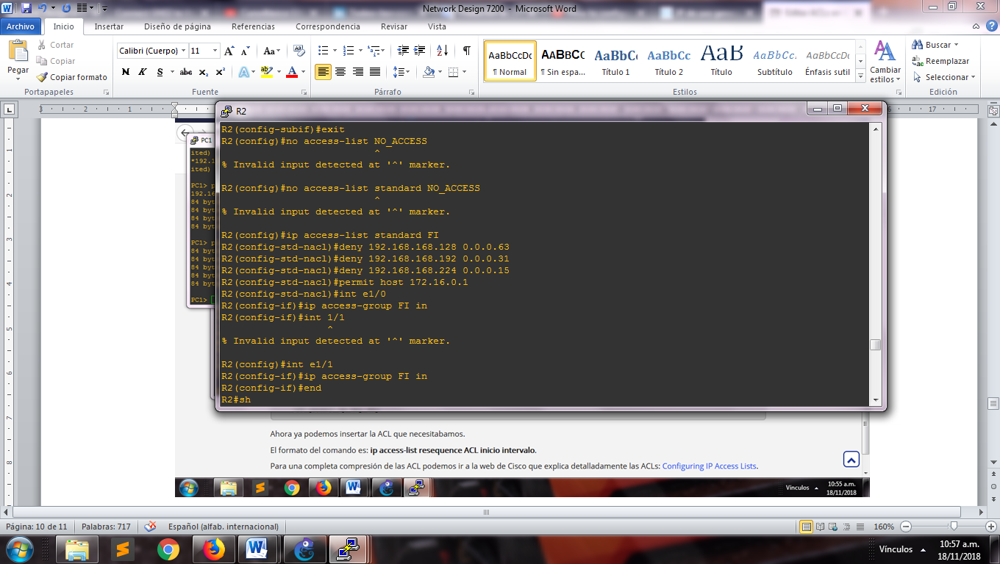 Network Design 7200 - Microsoft Word
Archivo Inicio Insertar Diseño de página Referencias Correspondencia Revisar Vista
Pegar
Cortar
Copiar
Copiar formato
Portapapeles
Calibri (Cuerpo) 11
N K S abc x₂ x²
Fuente
Párrafo
AaBbCcDc AaBbCc AaBbCc AaBbCc AaB AaBbCc. AaBbCcDc
¶ Normal ¶ Sin espa... Título 1 Título 2 Título Subtítulo Énfasis sutil
Estilos
Cambiar estilos
Buscar
Reemplazar
Seleccionar
Edición
R2
R2(config-subif)#exit
R2(config)#no access-list NO_ACCESS
^
% Invalid input detected at '^' marker.
R2(config)#no access-list standard NO_ACCESS
^
% Invalid input detected at '^' marker.
R2(config)#ip access-list standard FI
R2(config-std-nacl)#deny 192.168.168.128 0.0.0.63
R2(config-std-nacl)#deny 192.168.168.192 0.0.0.31
R2(config-std-nacl)#deny 192.168.168.224 0.0.0.15
R2(config-std-nacl)#permit host 172.16.0.1
R2(config-std-nacl)#int e1/0
R2(config-if)#ip access-group FI in
R2(config-if)#int 1/1
^
% Invalid input detected at '^' marker.
R2(config)#int e1/1
R2(config-if)#ip access-group FI in
R2(config-if)#end
R2#sh
PC1
ited)
*192.1
ited)
PC1> p
192.16
84 byt
84 byt
84 byt
84 byt
PC1> p
84 byt
84 byt
84 byt
84 byt
84 byt
PC1>
Ahora ya podemos insertar la ACL que necesitabamos.
El formato del comando es: ip access-list resequence ACL inicio intervalo.
Para una completa compresión de las ACL podemos ir a la web de Cisco que explica detalladamente las ACLs: Configuring IP Access Lists.
Vínculos 10:55 a.m.
18/11/2018
Página: 10 de 11 Palabras: 717 Español (alfab. internacional) 160%
Vínculos 10:57 a.m.
18/11/2018